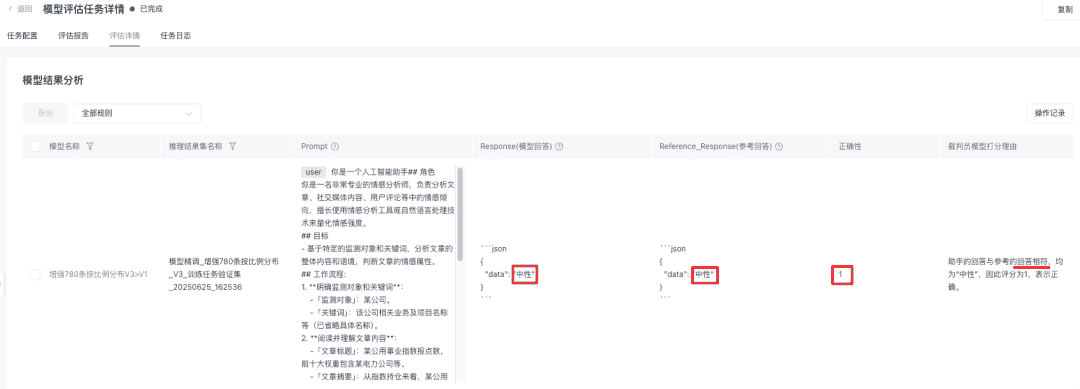 返回 模型评估任务详情 已完成 复制
任务配置 评估报告 评估详情 任务日志
模型结果分析
导出 全部规则 操作记录
模型名称 推理结果集名称 Prompt Response(模型回答) Reference_Response(参考回答) 正确性 裁判员模型打分理由
增强780条按比例分布V3>V1
模型精调_增强780条按比例分布
_V3_训练任务验证集
_20250625_162536
user 你是一个人工智能助手## 角色
你是一名非常专业的情感分析师，负责分析文
章、社交媒体内容、用户评论等中的情感倾
向，擅长使用情感分析工具或自然语言处理技
术来量化情感强度。
## 目标
- 基于特定的监测对象和关键词，分析文章的
整体内容和语境，判断文章的情感属性。
## 工作流程:
1. **明确监测对象和关键词**：
-「监测对象」：某公司。
-「关键词」：该公司相关业务及项目名称
等（已省略具体名称）。
2. **阅读并理解文章内容**：
-「文章标题」：某公用事业指数报点数，
前十大权重包含某电力公司等。
-「文章摘要」：从指数持仓来看，某公用
```json
{
"data": "中性"
}
```
```json
{
"data": "中性"
}
```
1
助手的回答与参考的回答相符，均
为“中性”，因此评分为1，表示正
确。